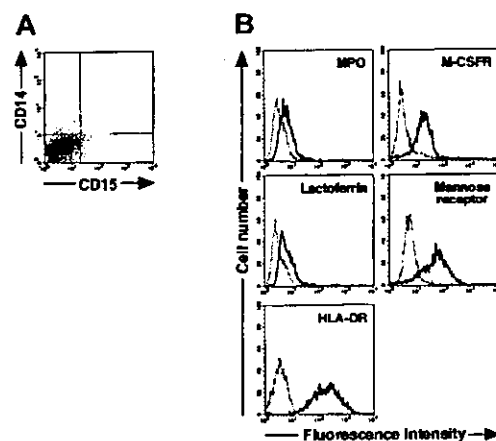 A
CD14
CD15
B
MPO
M-CSFR
Lactoferrin
Mannose
receptor
HLA-DR
Cell number
Fluorescence Intensity